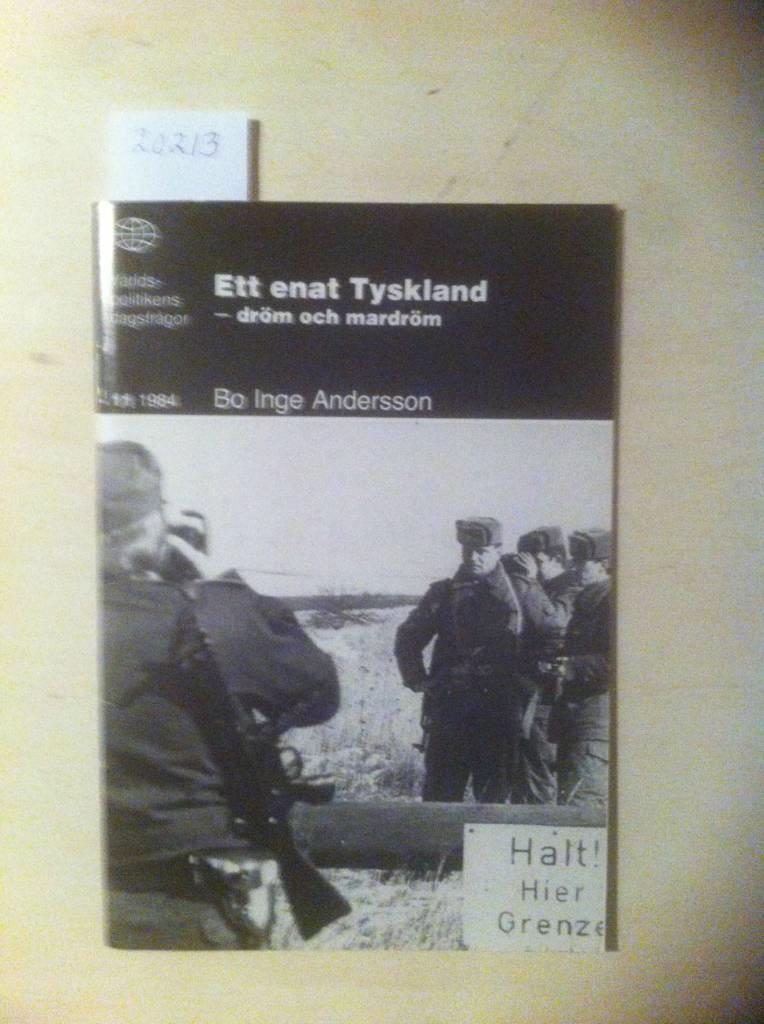 20213
Världs-
politikens
dagsfrågor
Ett enat Tyskland
– dröm och mardröm
11 1984
Bo Inge Andersson
Halt!
Hier
Grenze